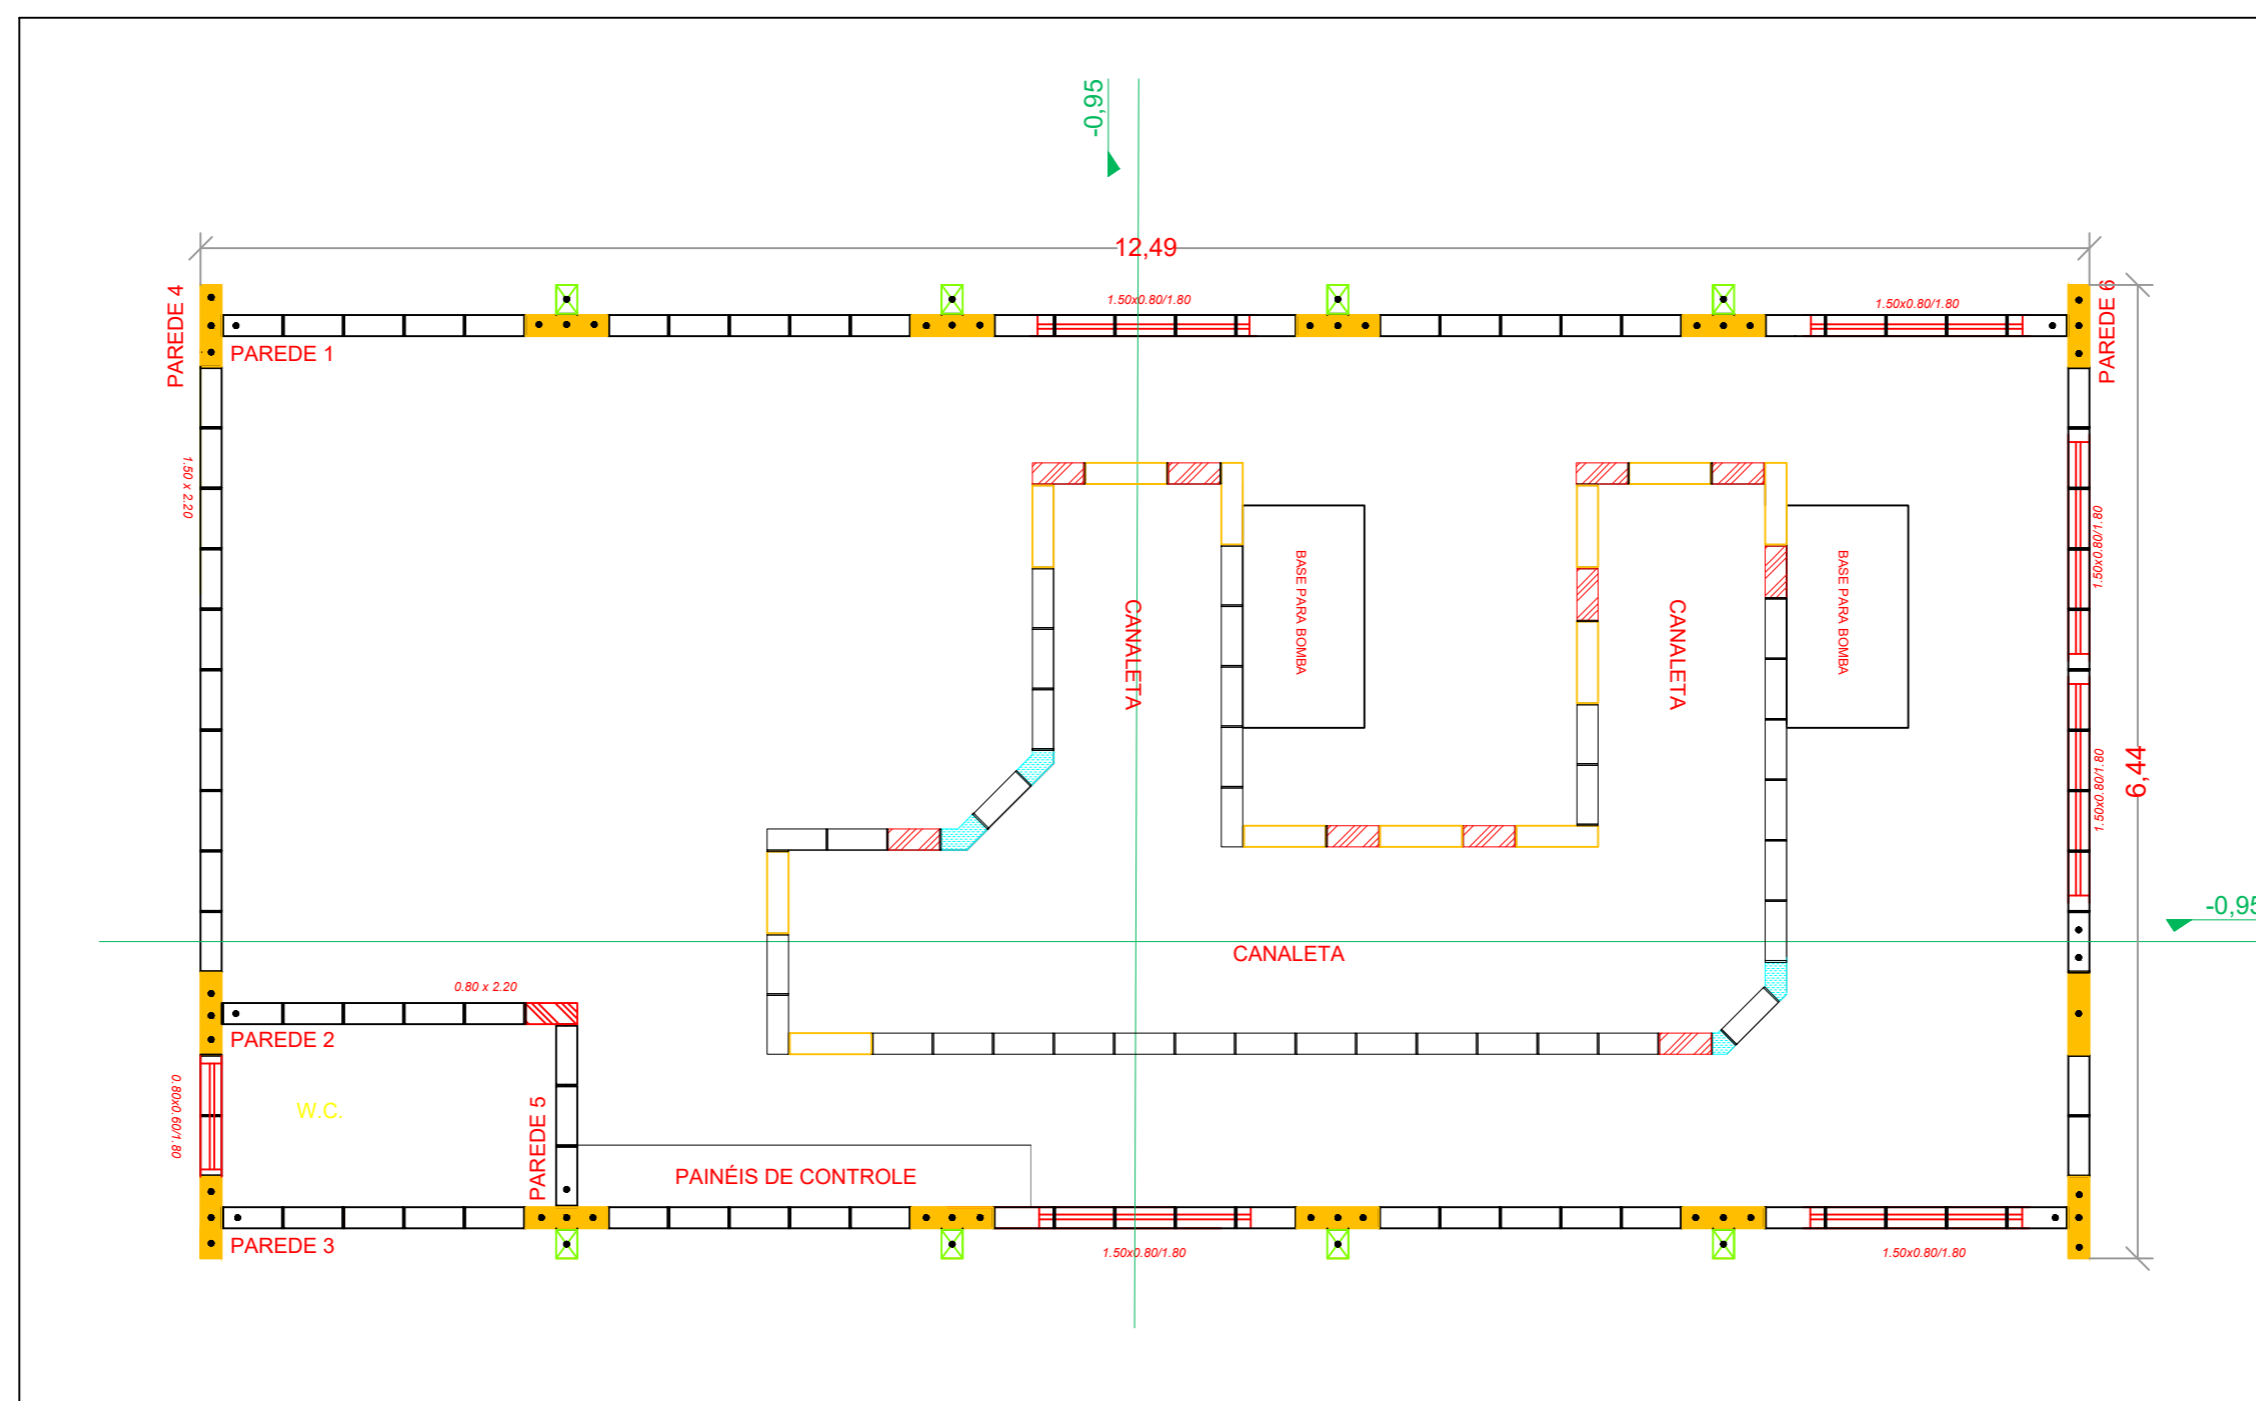 -0,95
12,49
PAREDE 4
PAREDE 1
1.50x0.80/1.80
1.50x0.80/1.80
PAREDE 6
1.50 x 2.20
CANALETA
BASE PARA BOMBA
CANALETA
BASE PARA BOMBA
1.50x0.80/1.80
1.50x0.80/1.80
6,44
-0,95
CANALETA
0.80 x 2.20
PAREDE 2
0.80x0.60/1.80
W.C.
PAREDE 5
PAINÉIS DE CONTROLE
PAREDE 3
1.50x0.80/1.80
1.50x0.80/1.80